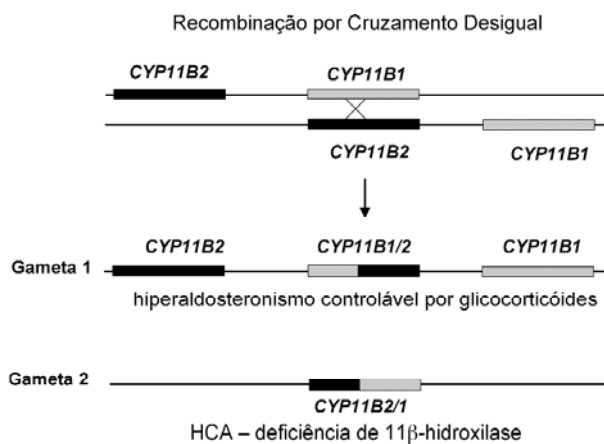 Recombinação por Cruzamento Desigual
CYP11B2 CYP11B1
CYP11B2 CYP11B1
CYP11B2 CYP11B1/2 CYP11B1
Gameta 1
hiperaldosteronismo controlável por glicocorticóides
Gameta 2
CYP11B2/1
HCA – deficiência de 11β-hidroxilase